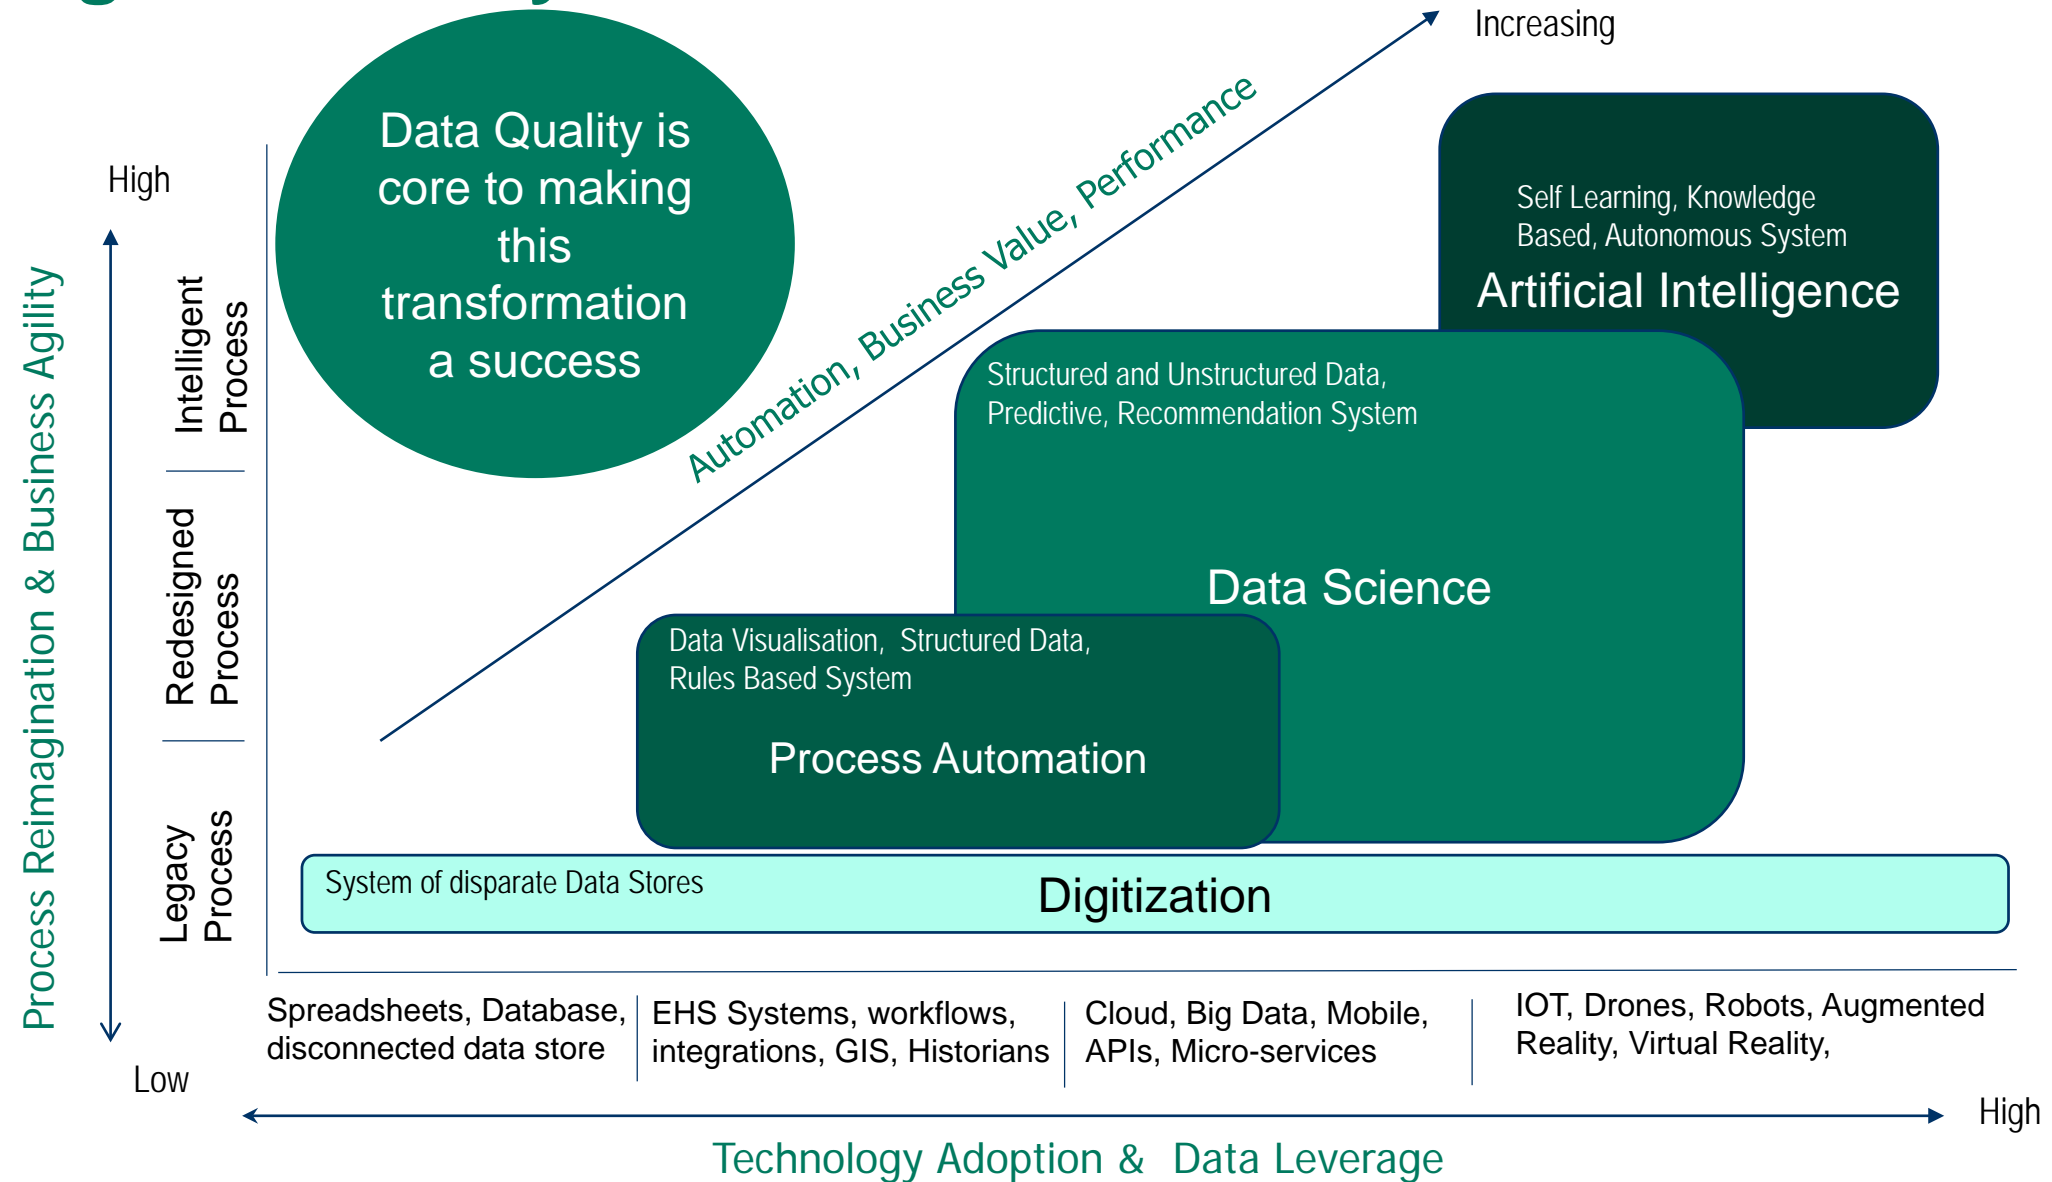 Increasing
Data Quality is
core to making
this
transformation
a success
Automation, Business Value, Performance
High
Self Learning, Knowledge
Based, Autonomous System
Artificial Intelligence
Process Reimagination & Business Agility
Intelligent
Process
Structured and Unstructured Data,
Predictive, Recommendation System
Data Science
Redesigned
Process
Data Visualisation,  Structured Data,
Rules Based System
Process Automation
Legacy
Process
System of disparate Data Stores
Digitization
Spreadsheets, Database,
disconnected data store
EHS Systems, workflows,
integrations, GIS, Historians
Cloud, Big Data, Mobile,
APIs, Micro-services
IOT, Drones, Robots, Augmented
Reality, Virtual Reality,
Low
High
Technology Adoption &  Data Leverage